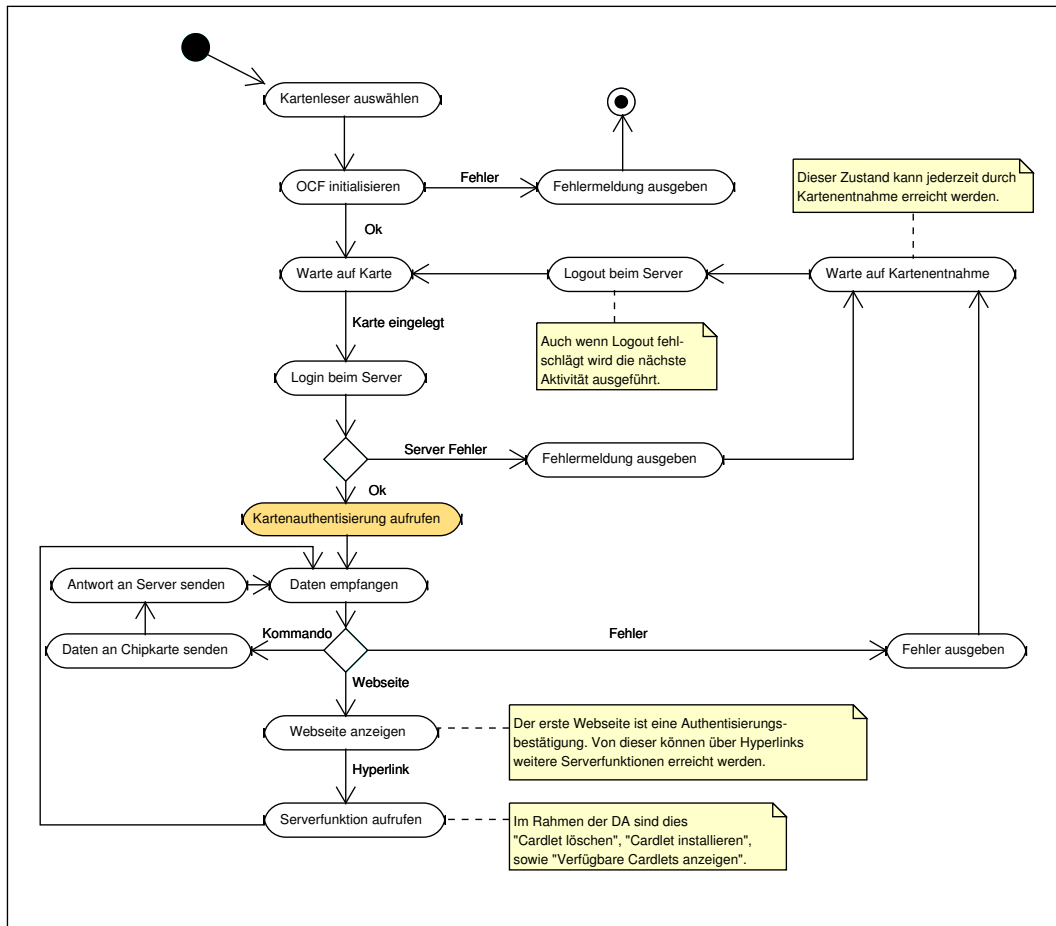 Kartenleser auswählen
OCF initialisieren
Fehler
Fehlermeldung ausgeben
Dieser Zustand kann jederzeit durch
Kartenentnahme erreicht werden.
Ok
Warte auf Karte
Logout beim Server
Warte auf Kartenentnahme
Karte eingelegt
Auch wenn Logout fehl-
schlägt wird die nächste
Aktivität ausgeführt.
Login beim Server
Server Fehler
Fehlermeldung ausgeben
Ok
Kartenauthentisierung aufrufen
Antwort an Server senden
Daten empfangen
Kommando
Fehler
Daten an Chipkarte senden
Fehler ausgeben
Webseite
Webseite anzeigen
Der erste Webseite ist eine Authentisierungs-
bestätigung. Von dieser können über Hyperlinks
weitere Serverfunktionen erreicht werden.
Hyperlink
Serverfunktion aufrufen
Im Rahmen der DA sind dies
"Cardlet löschen", "Cardlet installieren",
sowie "Verfügbare Cardlets anzeigen".